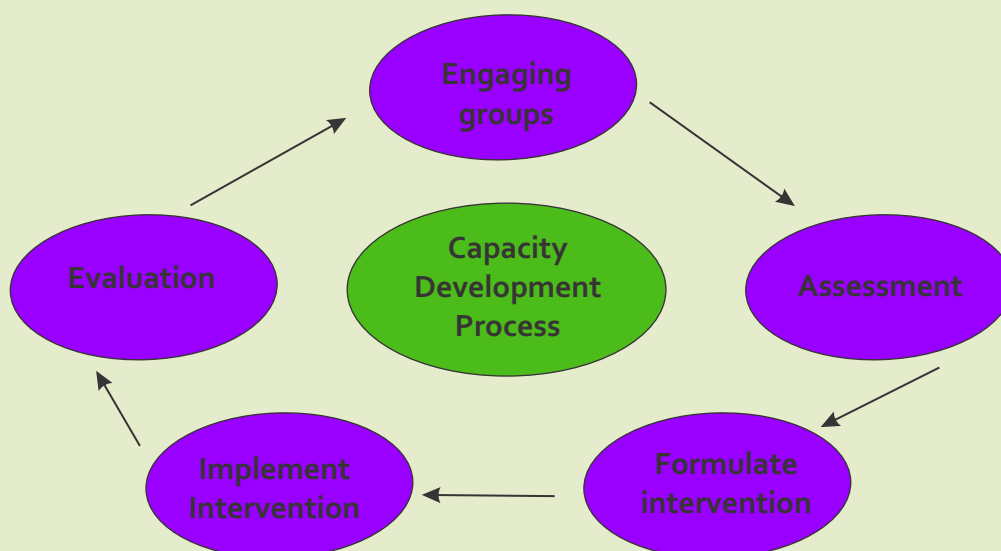 Engaging
groups
Capacity
Development
Process
Evaluation
Assessment
Implement
Intervention
Formulate
intervention